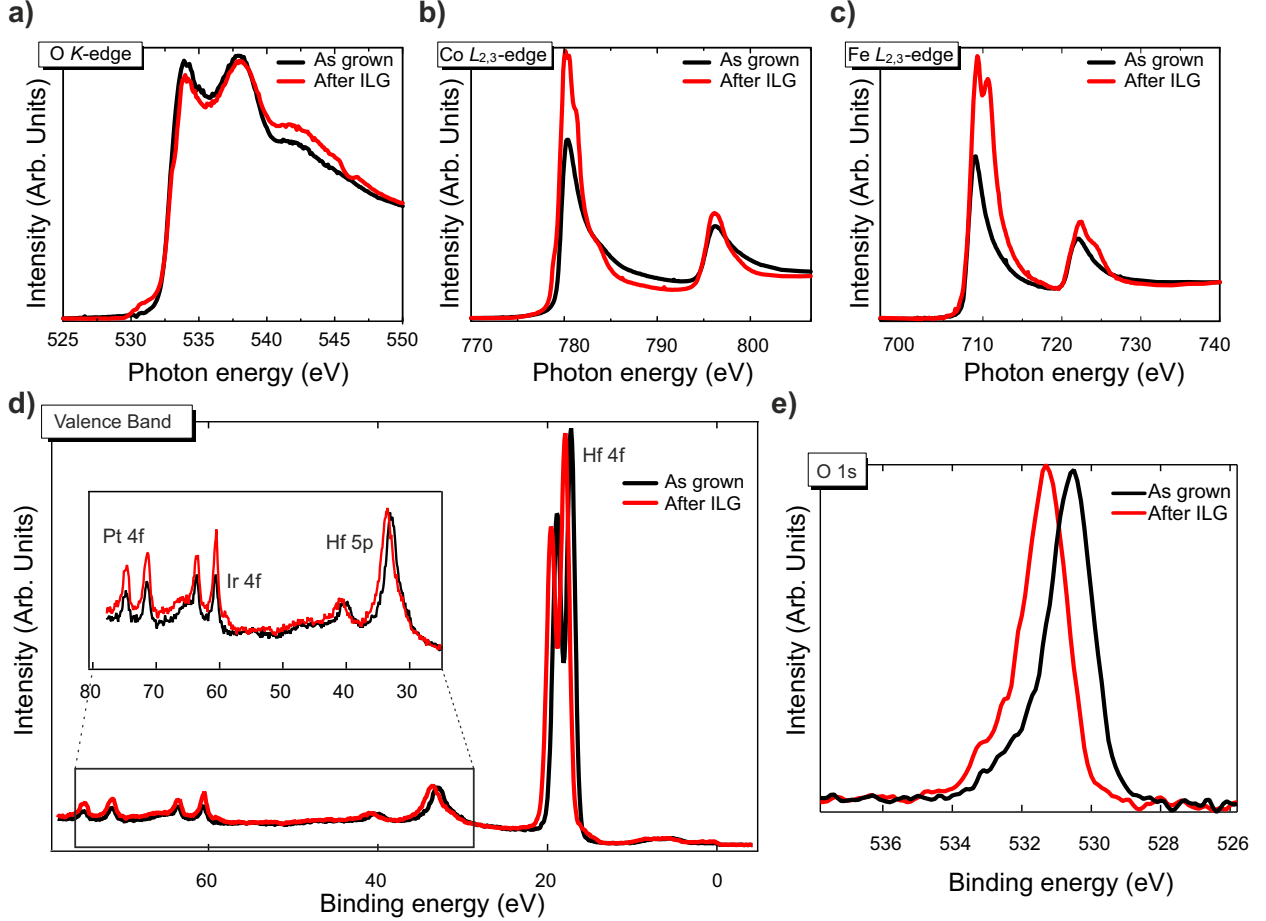 a)
O K-edge
As grown
After ILG
Intensity (Arb. Units)
525 530 535 540 545 550
Photon energy (eV)
b)
Co L2,3-edge
As grown
After ILG
Intensity (Arb. Units)
770 780 790 800
Photon energy (eV)
c)
Fe L2,3-edge
As grown
After ILG
Intensity (Arb. Units)
700 710 720 730 740
Photon energy (eV)
d)
Valence Band
Hf 4f
As grown
After ILG
Pt 4f
Ir 4f
Hf 5p
80 70 60 50 40 30
Intensity (Arb. Units)
60 40 20 0
Binding energy (eV)
e)
O 1s
As grown
After ILG
Intensity (Arb. Units)
536 534 532 530 528 526
Binding energy (eV)